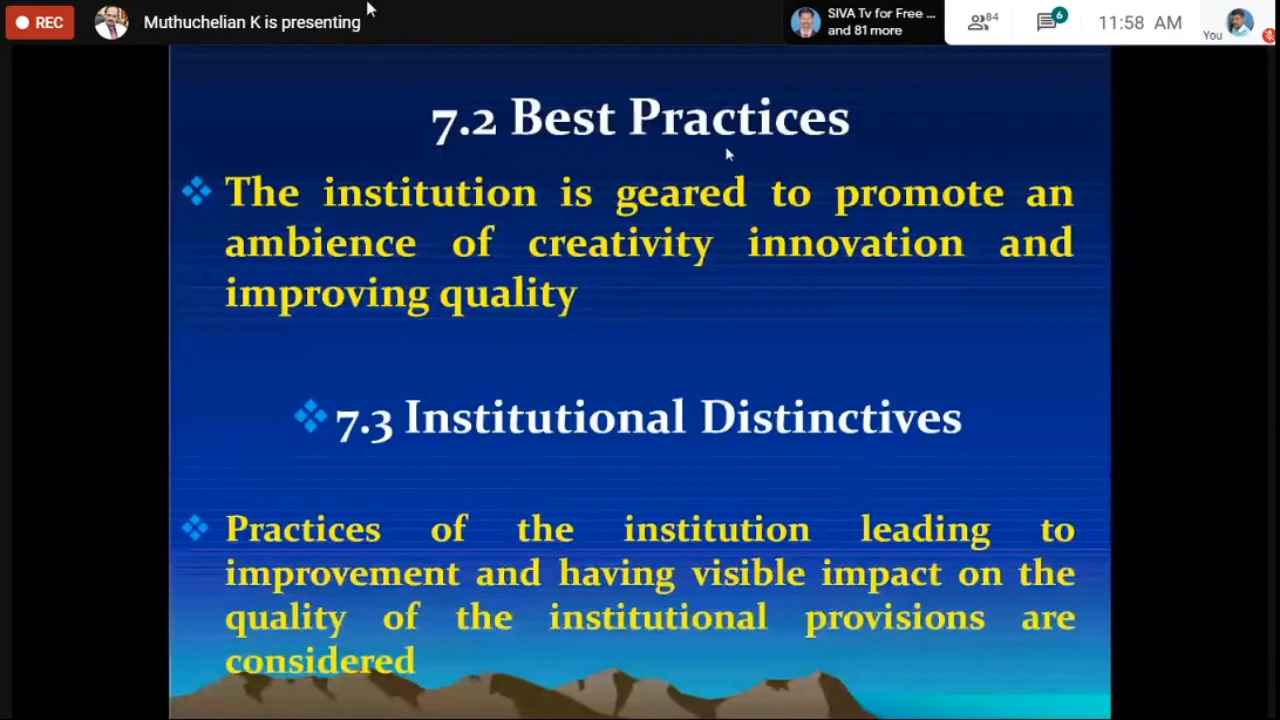 REC
Muthuchelian K is presenting
SIVA Tv for Free ...
and 81 more
84
6
11:58 AM
You
7.2 Best Practices
The institution is geared to promote an
ambience of creativity innovation and
improving quality
7.3 Institutional Distinctives
Practices of the institution leading to
improvement and having visible impact on the
quality of the institutional provisions are
considered